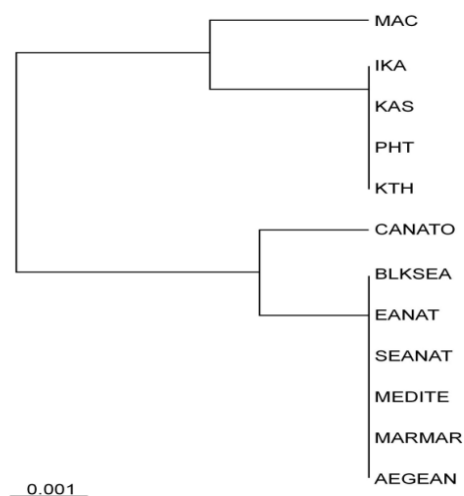 MAC
IKA
KAS
PHT
KTH
CANATO
BLKSEA
EANAT
SEANAT
MEDITE
MARMAR
AEGEAN
0.001